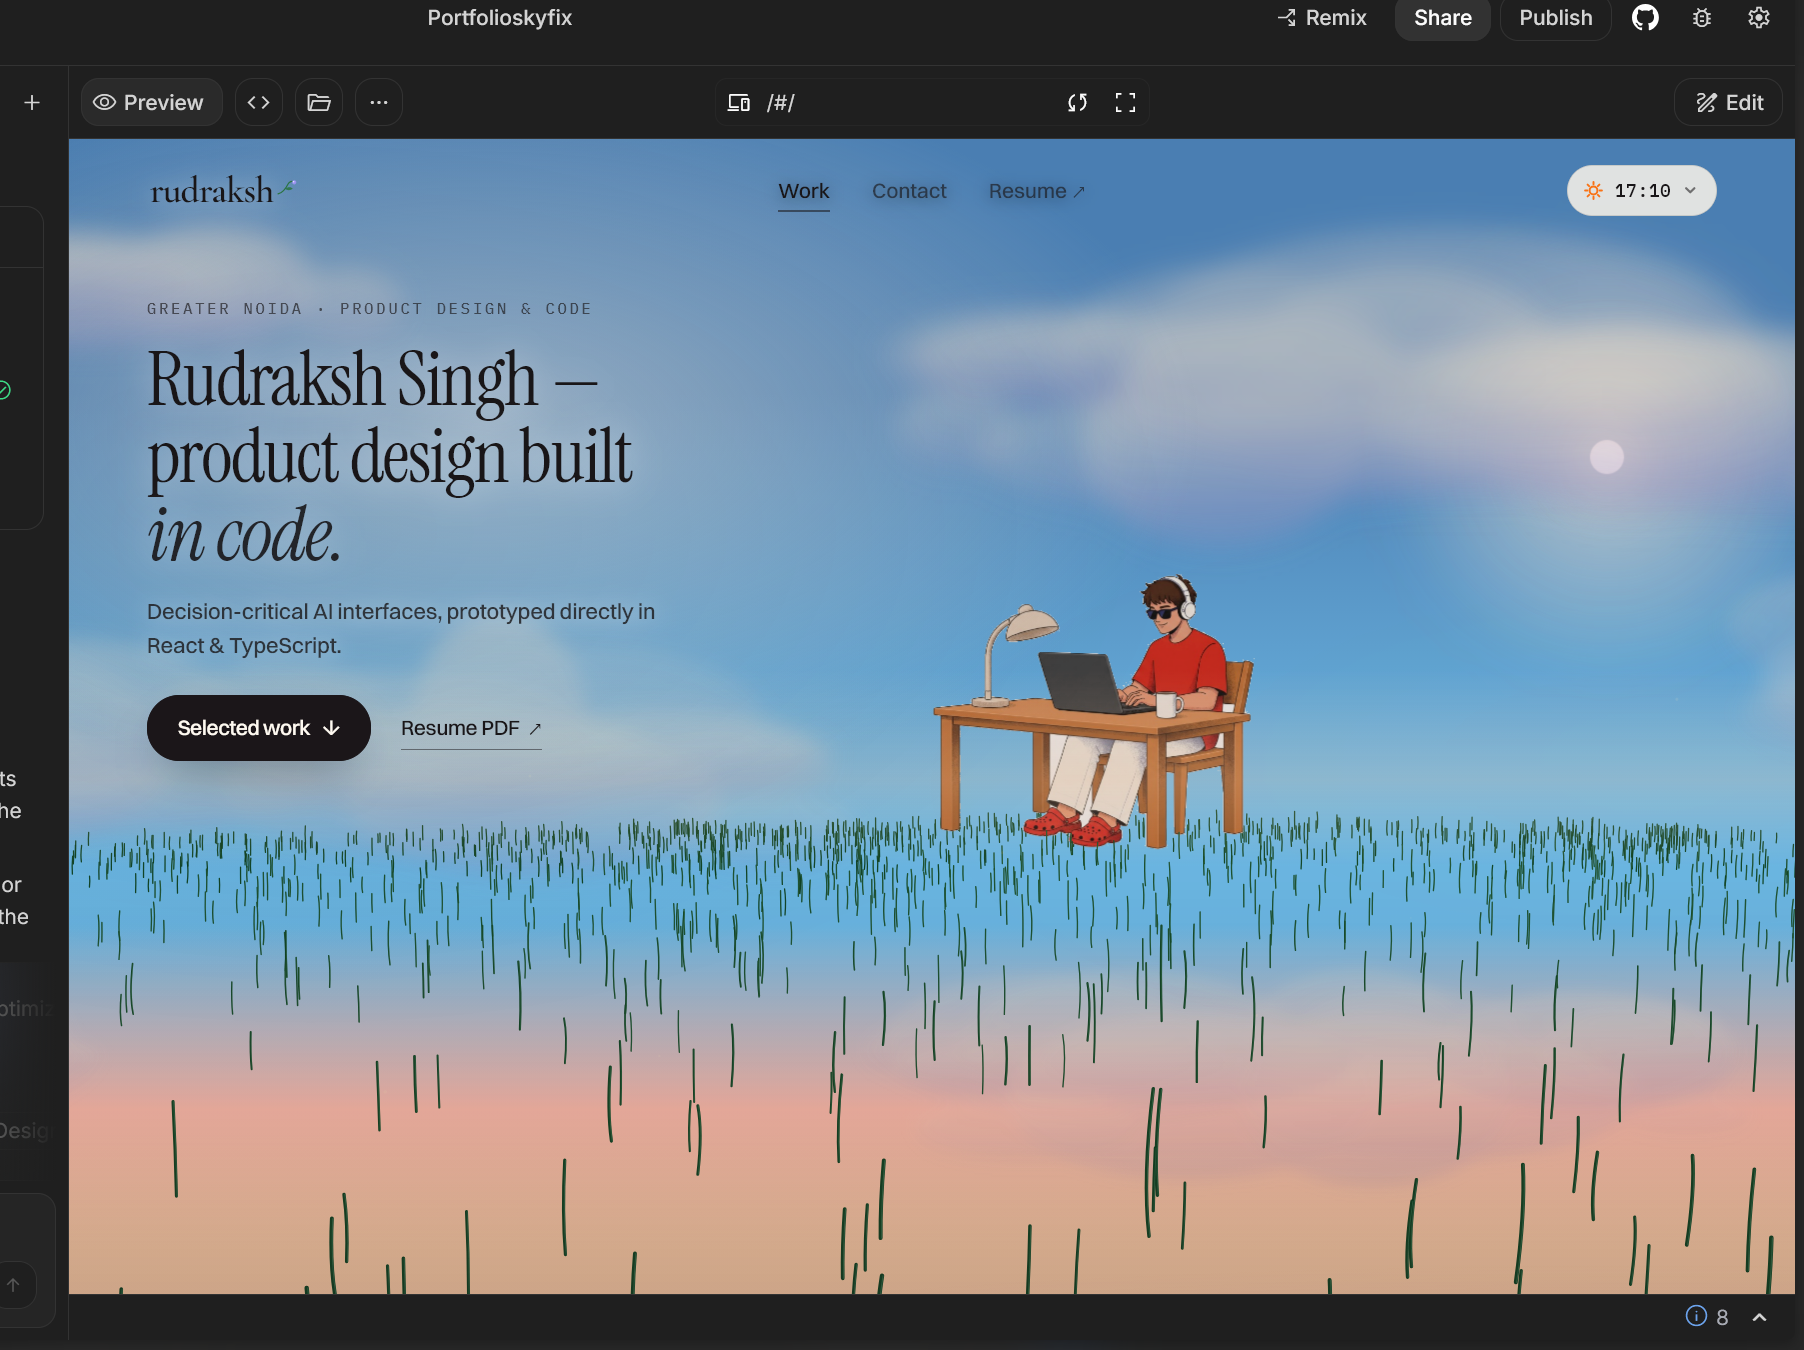 Portfolioskyfix
Remix
Share
Publish
Preview
/#/
Edit
rudraksh
Work
Contact
Resume ↗
17:10
GREATER NOIDA · PRODUCT DESIGN & CODE
Rudraksh Singh —
product design built
in code.
Decision-critical AI interfaces, prototyped directly in
React & TypeScript.
Selected work ↓
Resume PDF ↗
ts
he
or
the
ptimiz
Desig
8